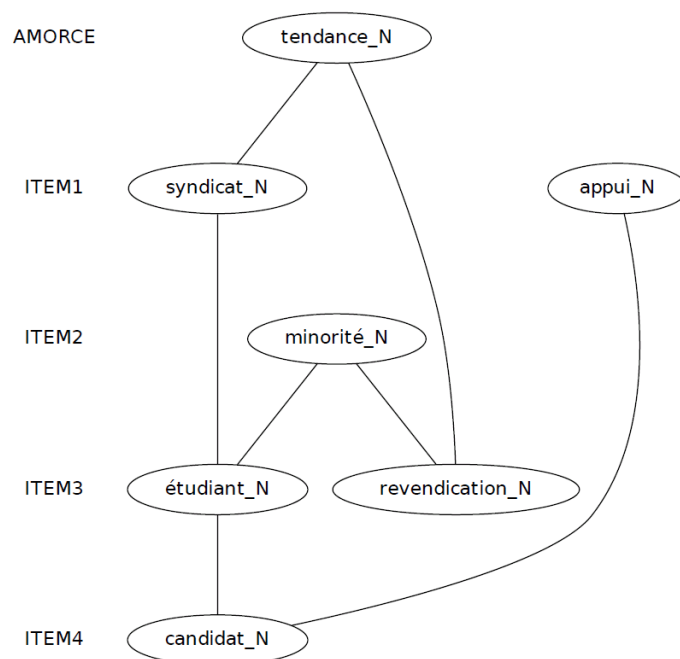 AMORCE tendance_N
ITEM1 syndicat_N appui_N
ITEM2 minorité_N
ITEM3 étudiant_N revendication_N
ITEM4 candidat_N